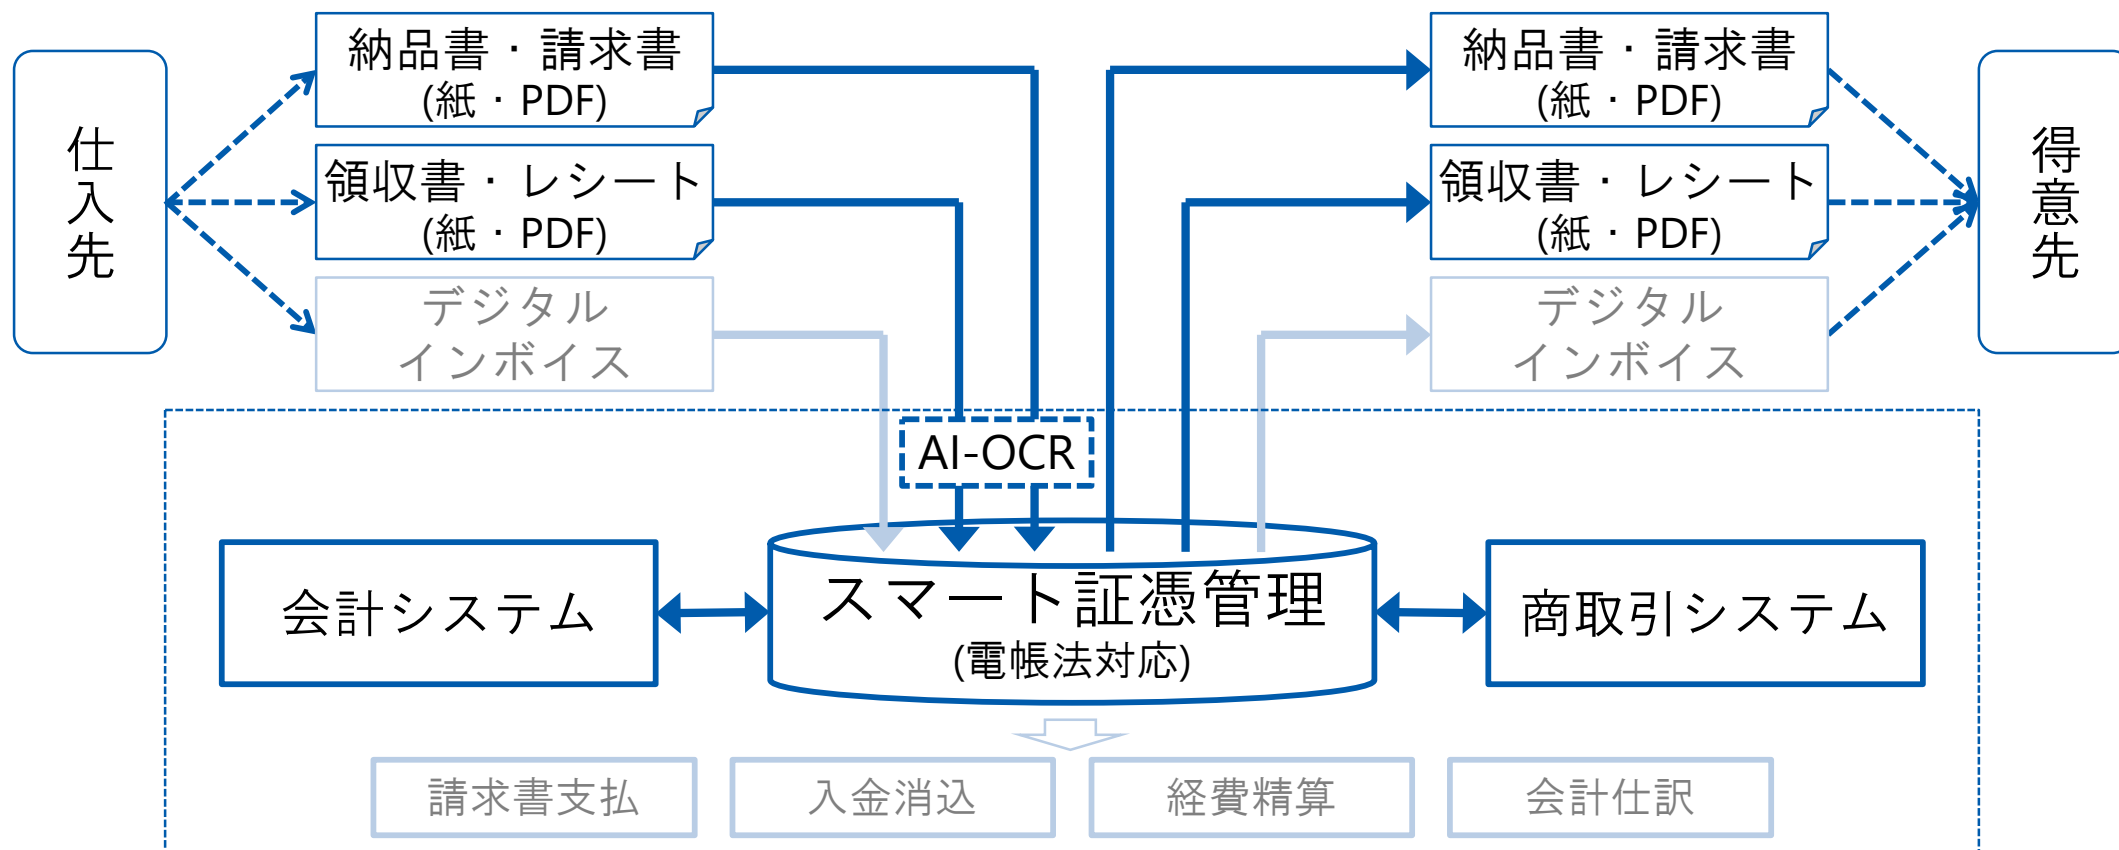 仕入先
納品書・請求書
(紙・PDF)
領収書・レシート
(紙・PDF)
デジタル
インボイス
納品書・請求書
(紙・PDF)
領収書・レシート
(紙・PDF)
デジタル
インボイス
得意先
AI-OCR
会計システム
スマート証憑管理
(電帳法対応)
商取引システム
請求書支払
入金消込
経費精算
会計仕訳